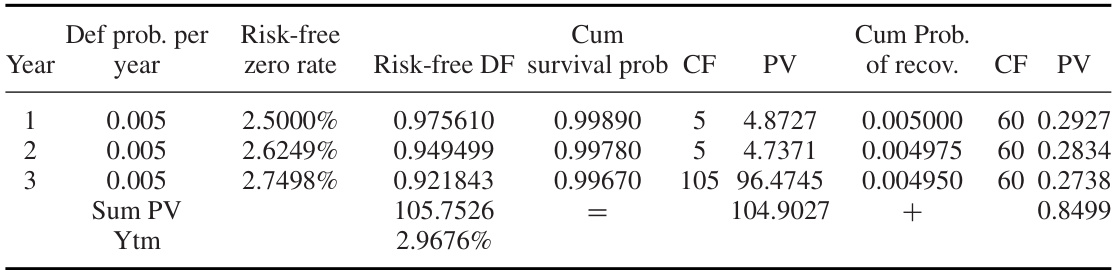 Def prob. per Risk-free Cum Cum Prob.
Year year zero rate Risk-free DF survival prob CF PV of recov. CF PV
1 0.005 2.5000% 0.975610 0.99890 5 4.8727 0.005000 60 0.2927
2 0.005 2.6249% 0.949499 0.99780 5 4.7371 0.004975 60 0.2834
3 0.005 2.7498% 0.921843 0.99670 105 96.4745 0.004950 60 0.2738
Sum PV 105.7526 = 104.9027 + 0.8499
Ytm 2.9676%